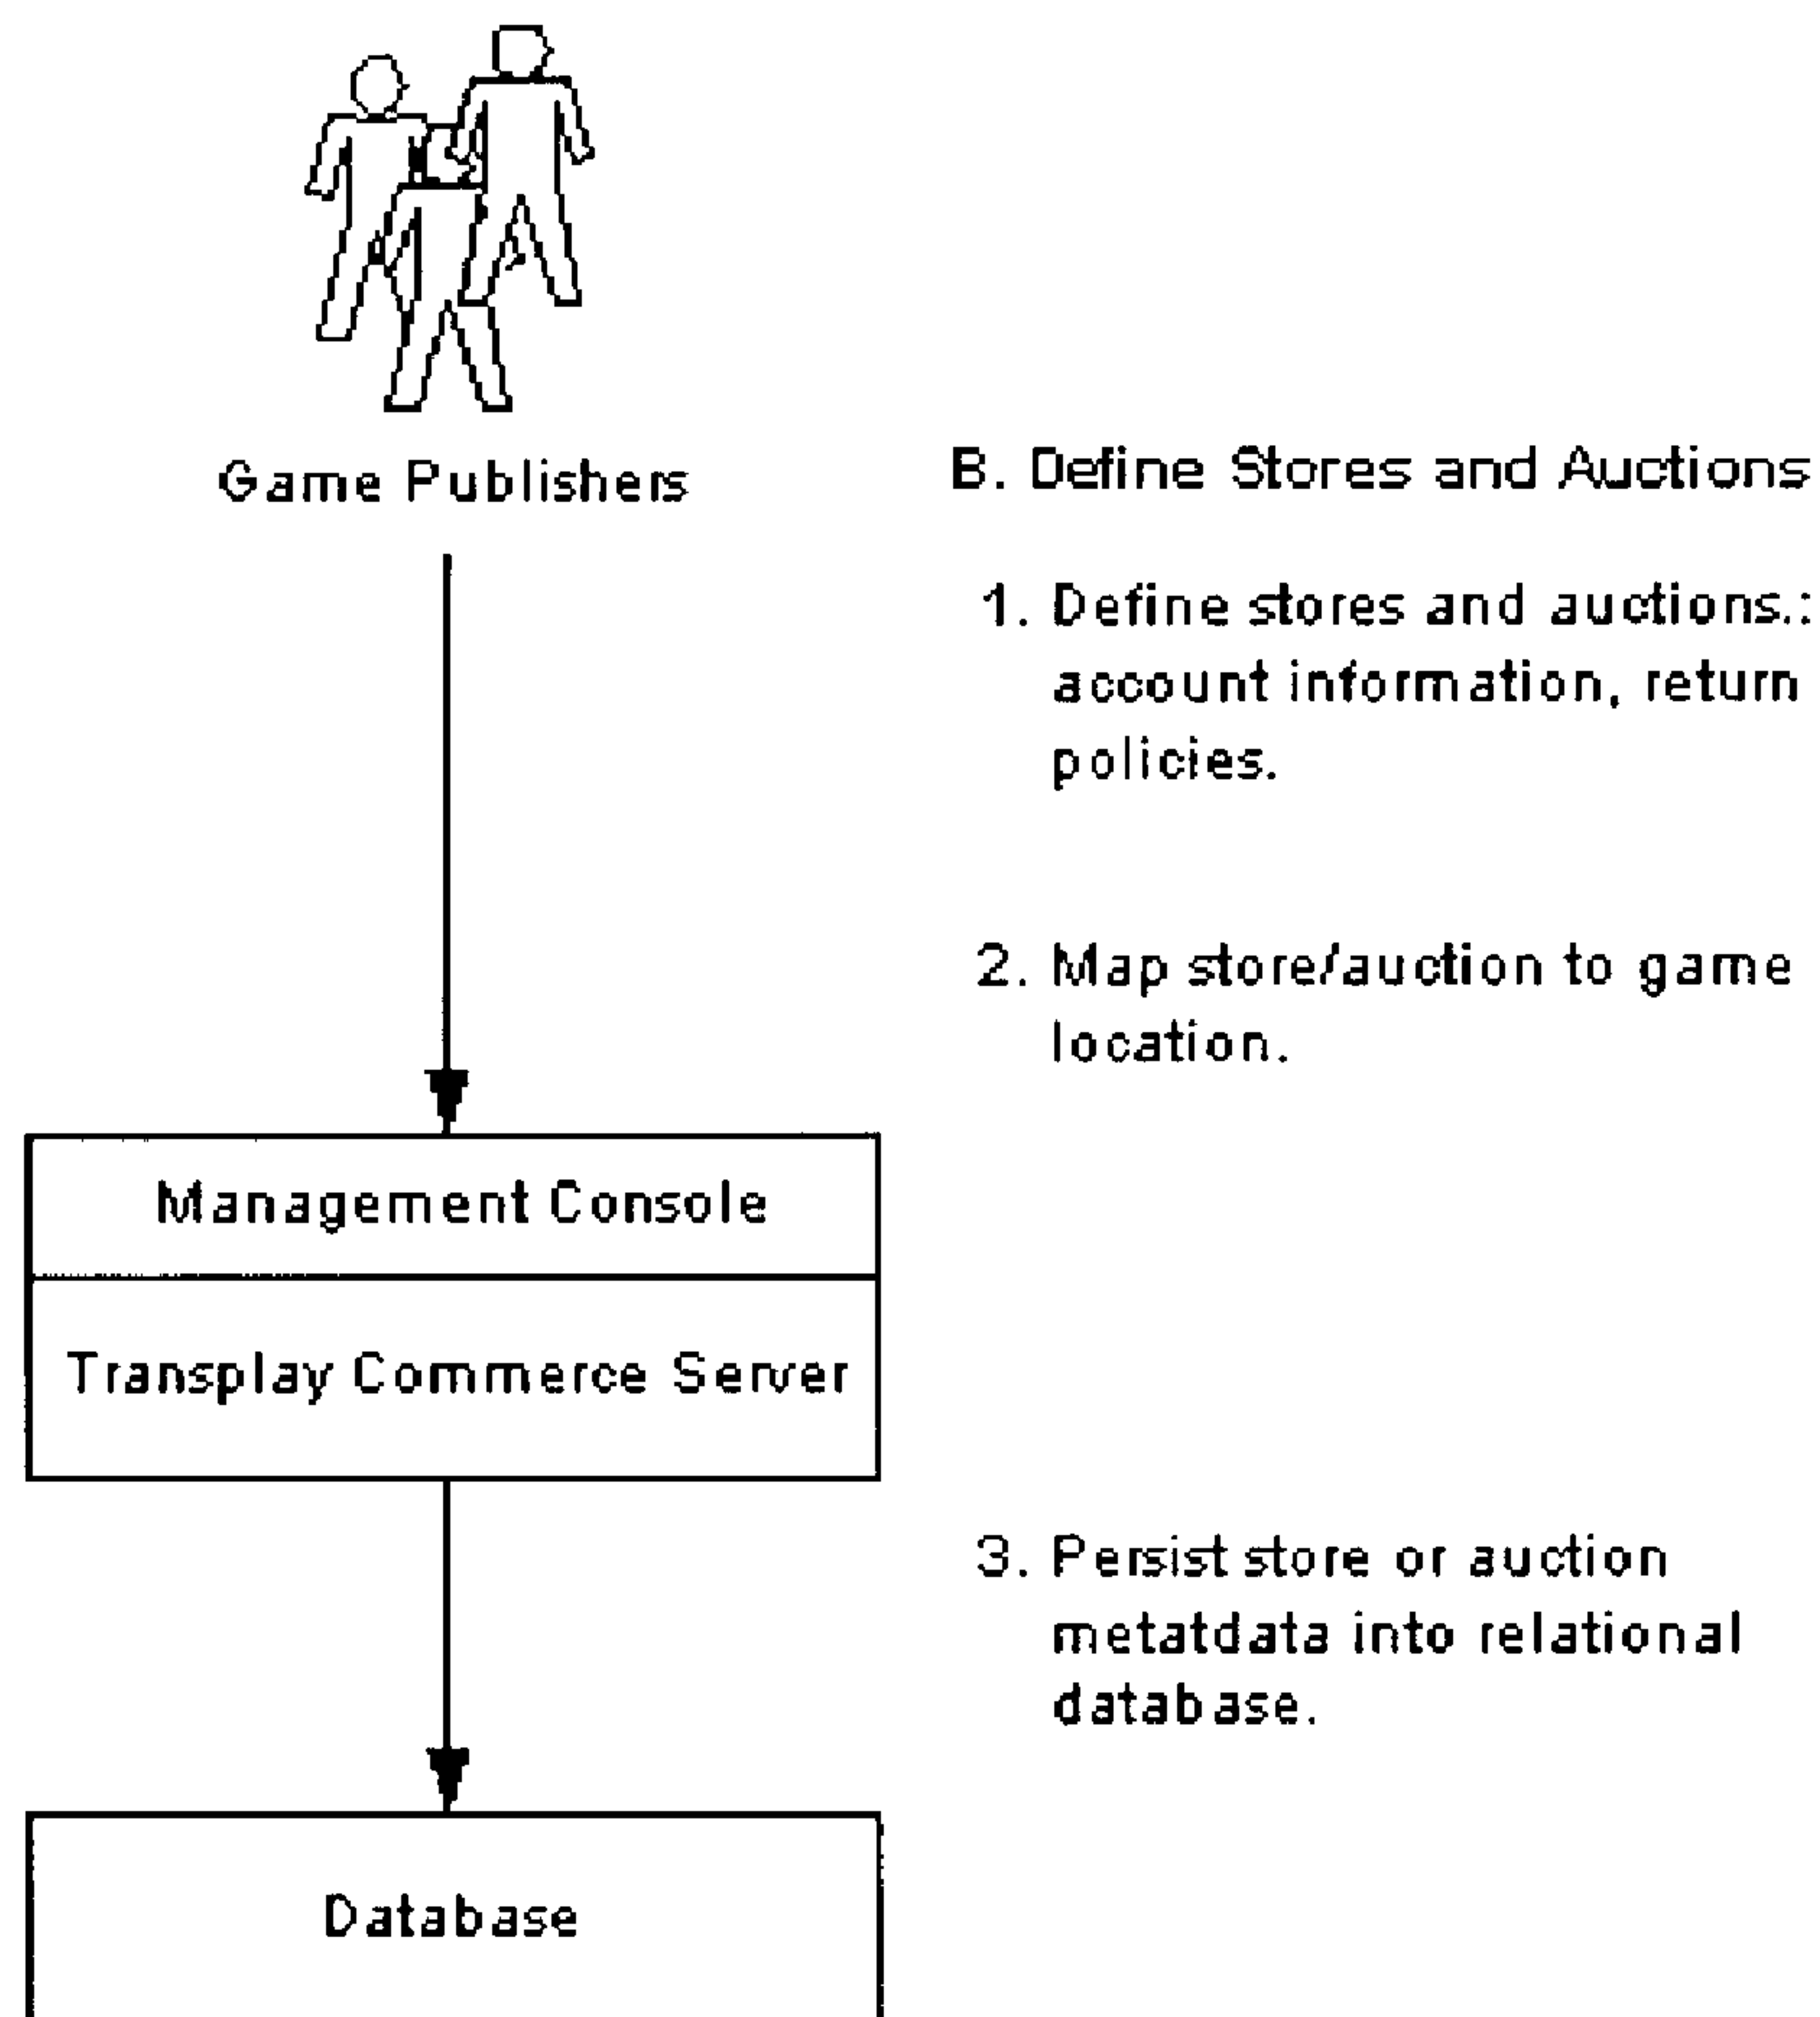 Game Publishers
B. Define Stores and Auctions
1. Define stores and auctions.:
account information, return
policies.
2. Map store/auction to game
location.
Management Console
Transplay Commerce Server
3. Persist store or auction
metatdata into relational
database.
Database